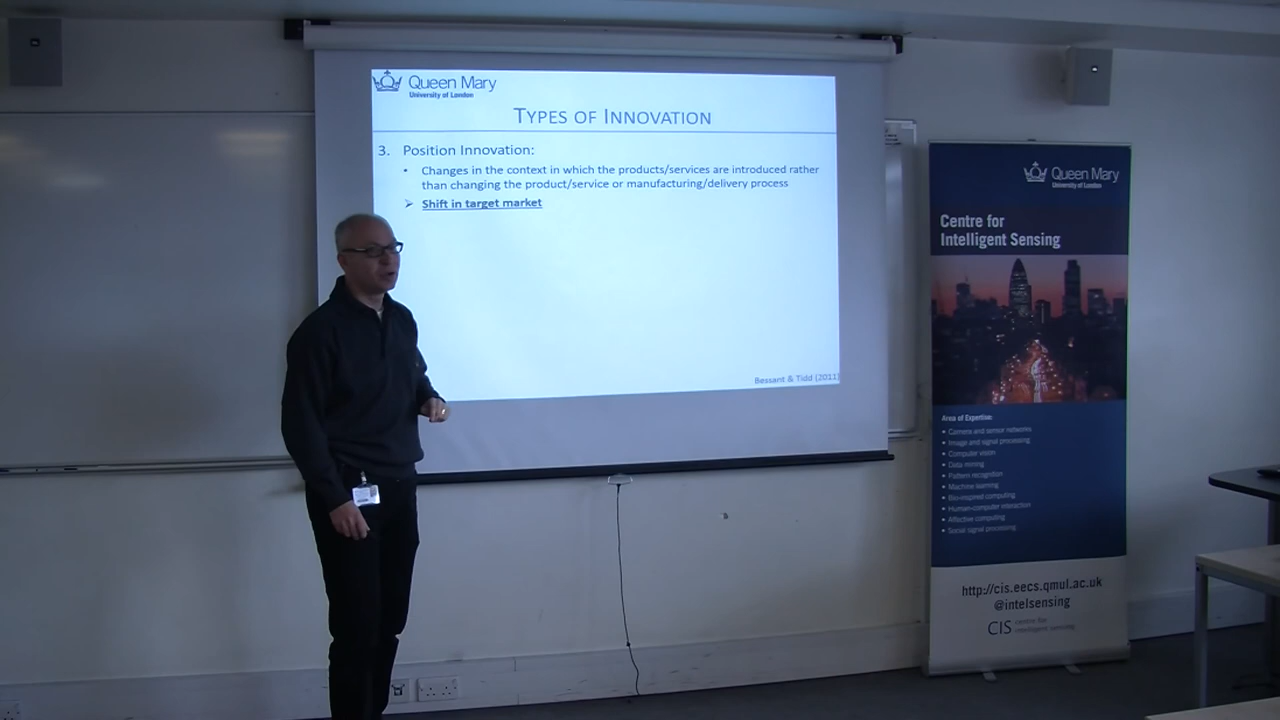 Queen Mary
University of London
TYPES OF INNOVATION
3. Position Innovation:
• Changes in the context in which the products/services are introduced rather
than changing the product/service or manufacturing/delivery process
➢ Shift in target market
Bessant & Tidd (2011)
Queen Mary
University of London
Centre for
Intelligent Sensing
Area of Expertise:
• Camera and sensor networks
• Image and signal processing
• Computer vision
• Data mining
• Pattern recognition
• Machine learning
• Bio-inspired computing
• Human-computer interaction
• Affective computing
• Social signal processing
http://cis.eecs.qmul.ac.uk
@intelsensing
CIS centre for
intelligent sensing